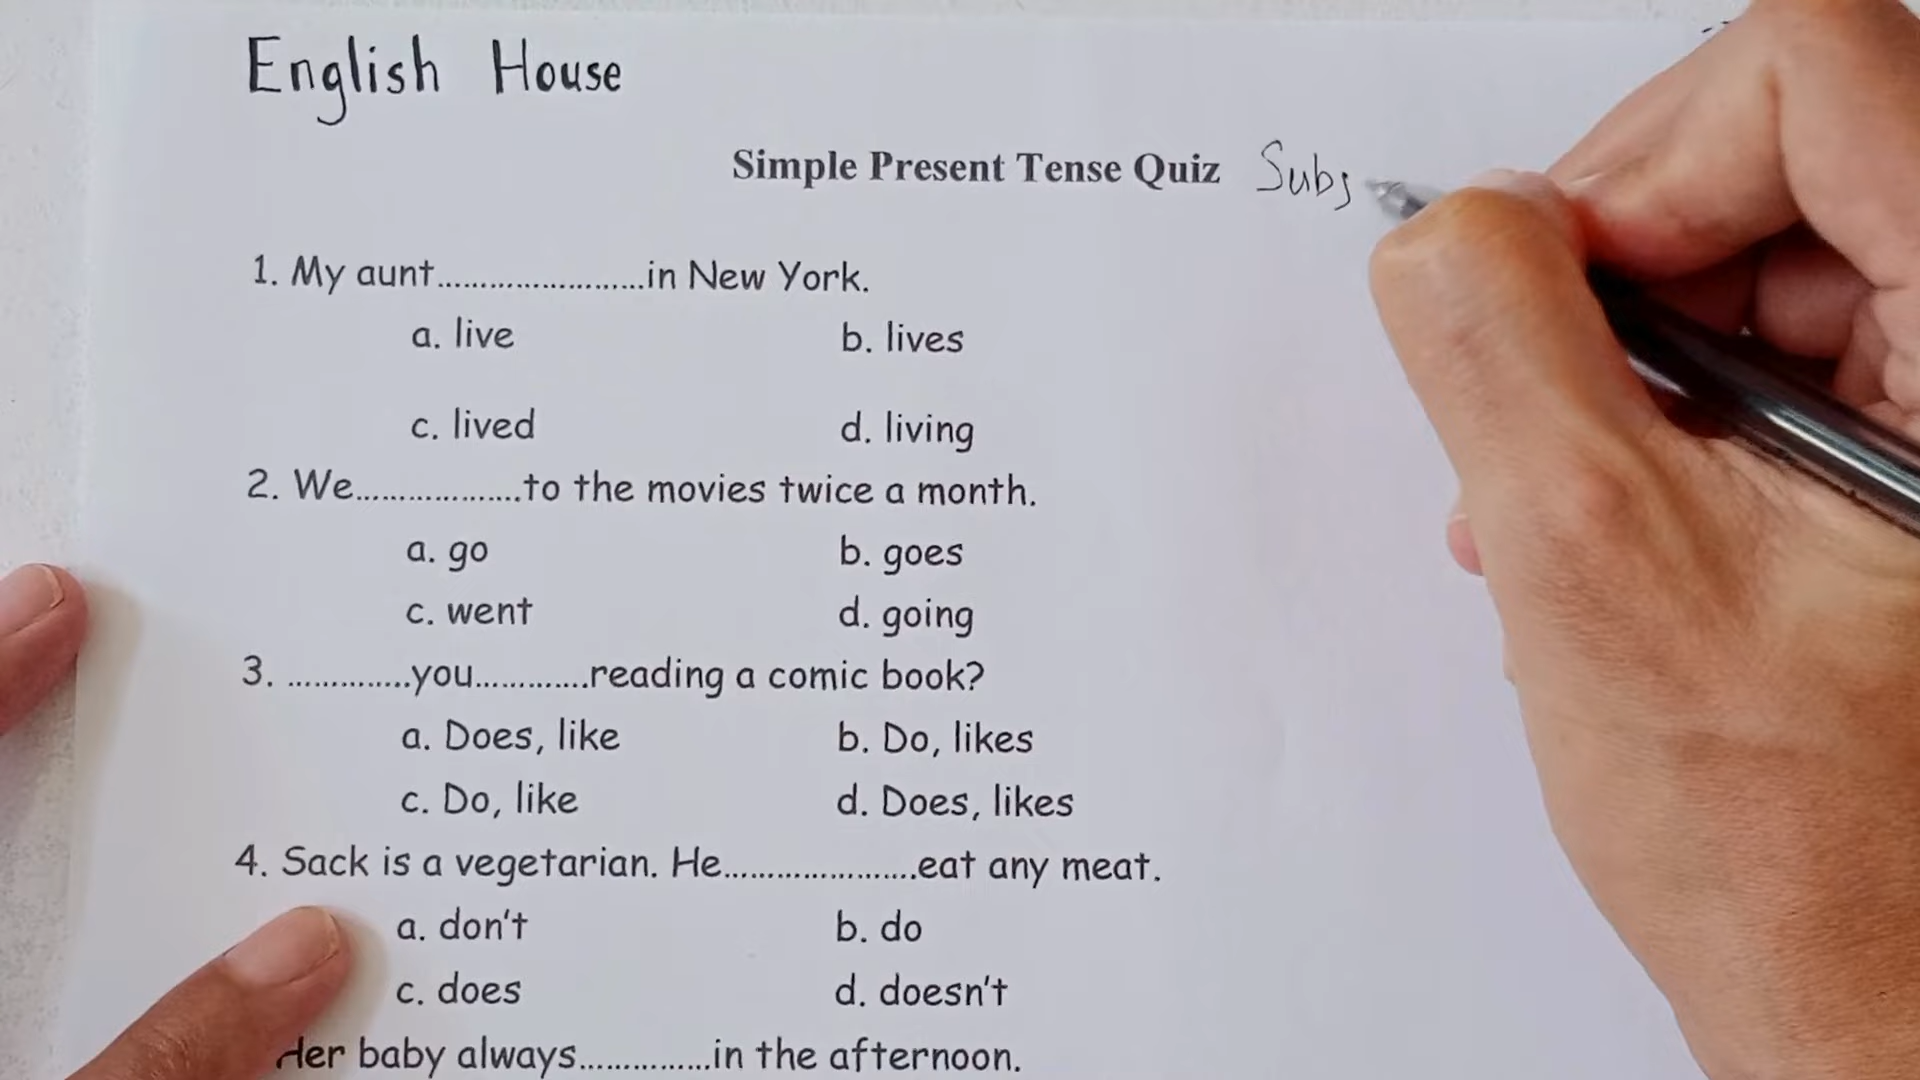 English House
Simple Present Tense Quiz Subj
1. My aunt........................in New York.
a. live b. lives
c. lived d. living
2. We...................to the movies twice a month.
a. go b. goes
c. went d. going
3. ..............you.............reading a comic book?
a. Does, like b. Do, likes
c. Do, like d. Does, likes
4. Sack is a vegetarian. He......................eat any meat.
a. don't b. do
c. does d. doesn't
Her baby always...............in the afternoon.